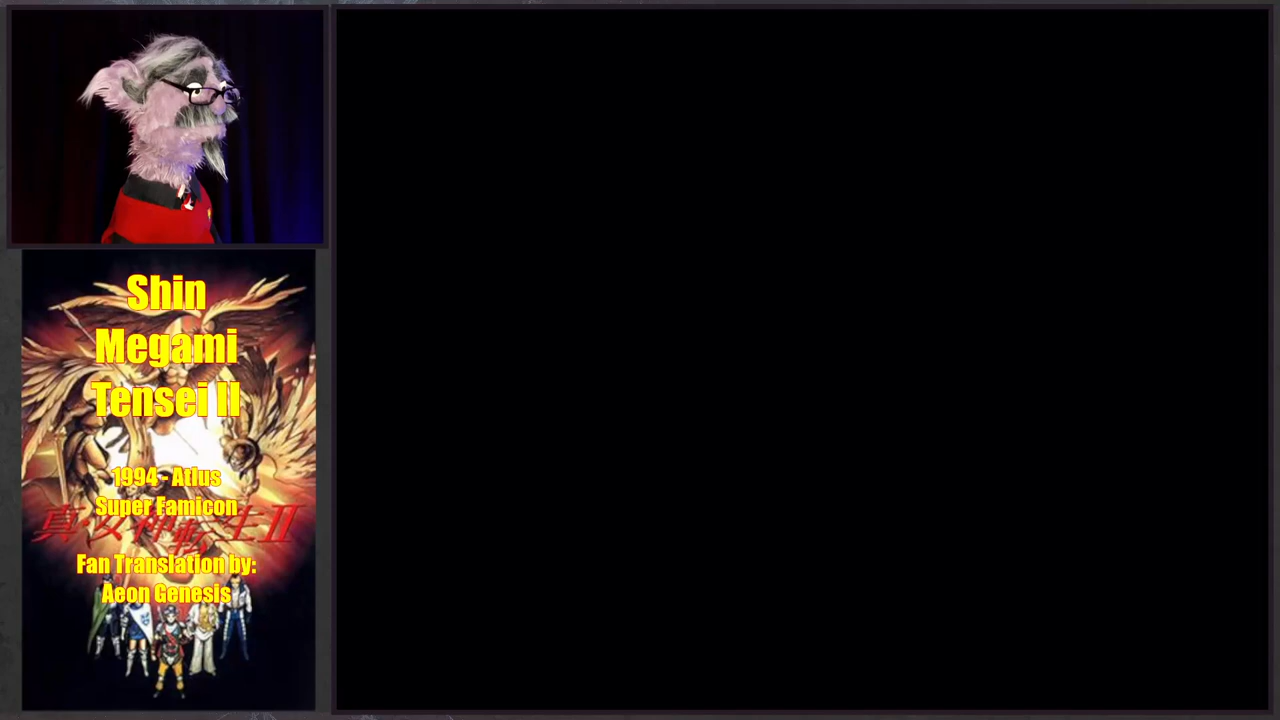 Shin
Megami
Tensei II
1994 - Atlus
Super Famicon
真・女神転生II
Fan Translation by:
Aeon Genesis